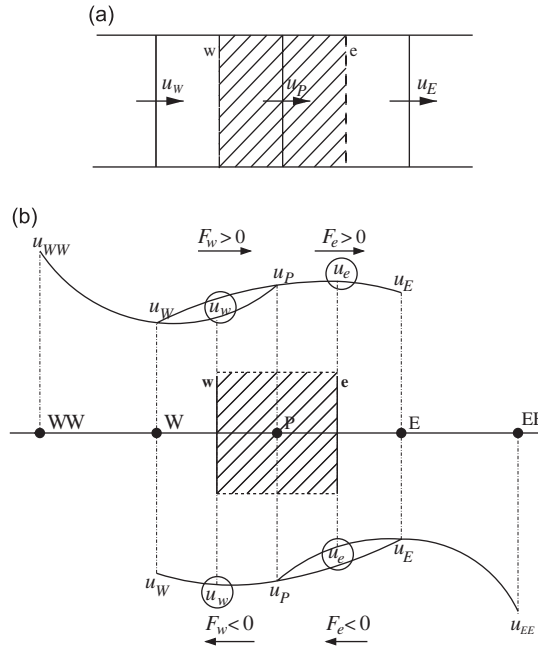 (a)
w e
u_W u_P u_E
(b)
u_WW F_w>0 F_e>0
u_W u_w u_P u_e u_E
w e
WW W P E EE
u_W u_w u_P u_e u_E u_EE
F_w<0 F_e<0